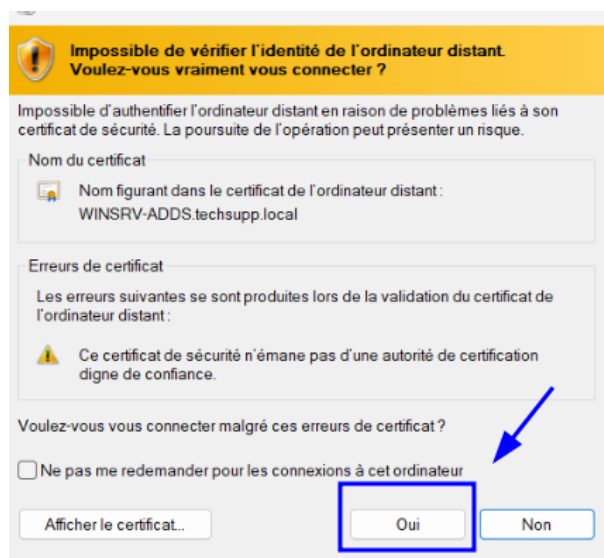 Impossible de vérifier l'identité de l'ordinateur distant.
Voulez-vous vraiment vous connecter ?
Impossible d'authentifier l'ordinateur distant en raison de problèmes liés à son
certificat de sécurité. La poursuite de l'opération peut présenter un risque.
Nom du certificat
Nom figurant dans le certificat de l'ordinateur distant :
WINSRV-ADDS.techsupp.local
Erreurs de certificat
Les erreurs suivantes se sont produites lors de la validation du certificat de
l'ordinateur distant :
Ce certificat de sécurité n'émane pas d'une autorité de certification
digne de confiance.
Voulez-vous vous connecter malgré ces erreurs de certificat ?
Ne pas me redemander pour les connexions à cet ordinateur
Afficher le certificat... Oui Non